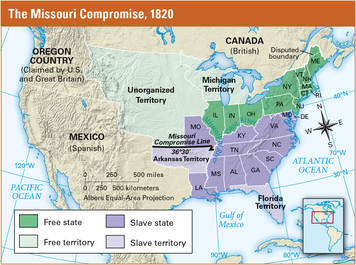 The Missouri Compromise, 1820
OREGON
COUNTRY
(Claimed by U.S.
and Great Britain)
CANADA
(British)
Disputed
boundary
ME
Michigan
Territory
VT
NH
NY
MA
CT
RI
Unorganized
Territory
PA
NJ
40°N
IL
IN
OH
MD
DE
MO
VA
KY
Missouri
Compromise Line
36°30'
Arkansas Territory
TN
NC
SC
MEXICO
(Spanish)
MS
AL
GA
LA
N
W
E
S
70°W
ATLANTIC
OCEAN
30°N
120°W
PACIFIC
OCEAN
0 250 500 miles
0 250 500 kilometers
Albers Equal-Area Projection
Florida
Territory
Gulf of
Mexico
90°W
80°W
Free state
Slave state
Free territory
Slave territory